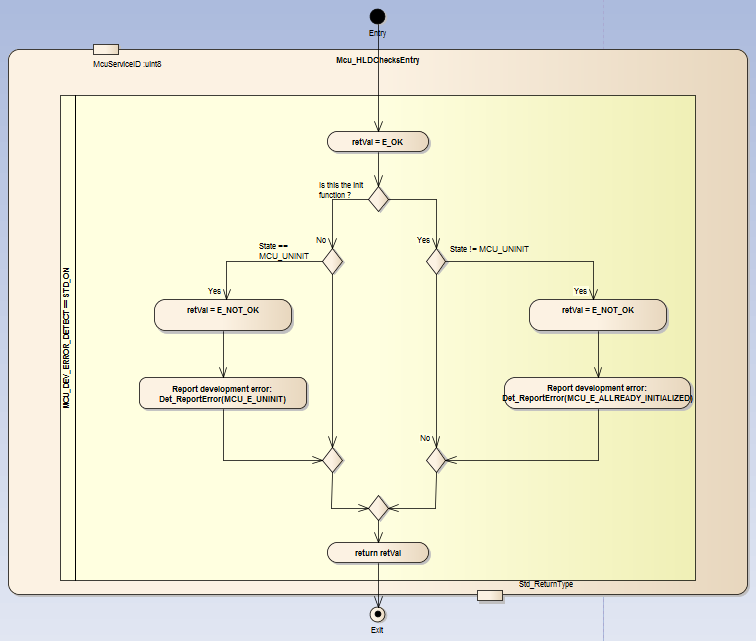 Entry
McuServiceID :uint8
Mcu_HLDChecksEntry
retVal = E_OK
Is this the init
function ?
No
Yes
State ==
MCU_UNINIT
State != MCU_UNINIT
Yes
Yes
retVal = E_NOT_OK
retVal = E_NOT_OK
MCU_DEV_ERROR_DETECT == STD_ON
Report development error:
Det_ReportError(MCU_E_UNINIT)
Report development error:
Det_ReportError(MCU_E_ALLREADY_INITIALIZED)
No
return retVal
Std_ReturnType
Exit